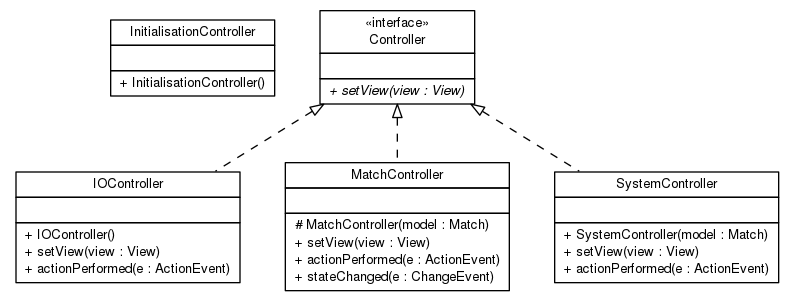 InitialisationController
+ InitialisationController()
«interface»
Controller
+ setView(view : View)
IOController
+ IOController()
+ setView(view : View)
+ actionPerformed(e : ActionEvent)
MatchController
# MatchController(model : Match)
+ setView(view : View)
+ actionPerformed(e : ActionEvent)
+ stateChanged(e : ChangeEvent)
SystemController
+ SystemController(model : Match)
+ setView(view : View)
+ actionPerformed(e : ActionEvent)